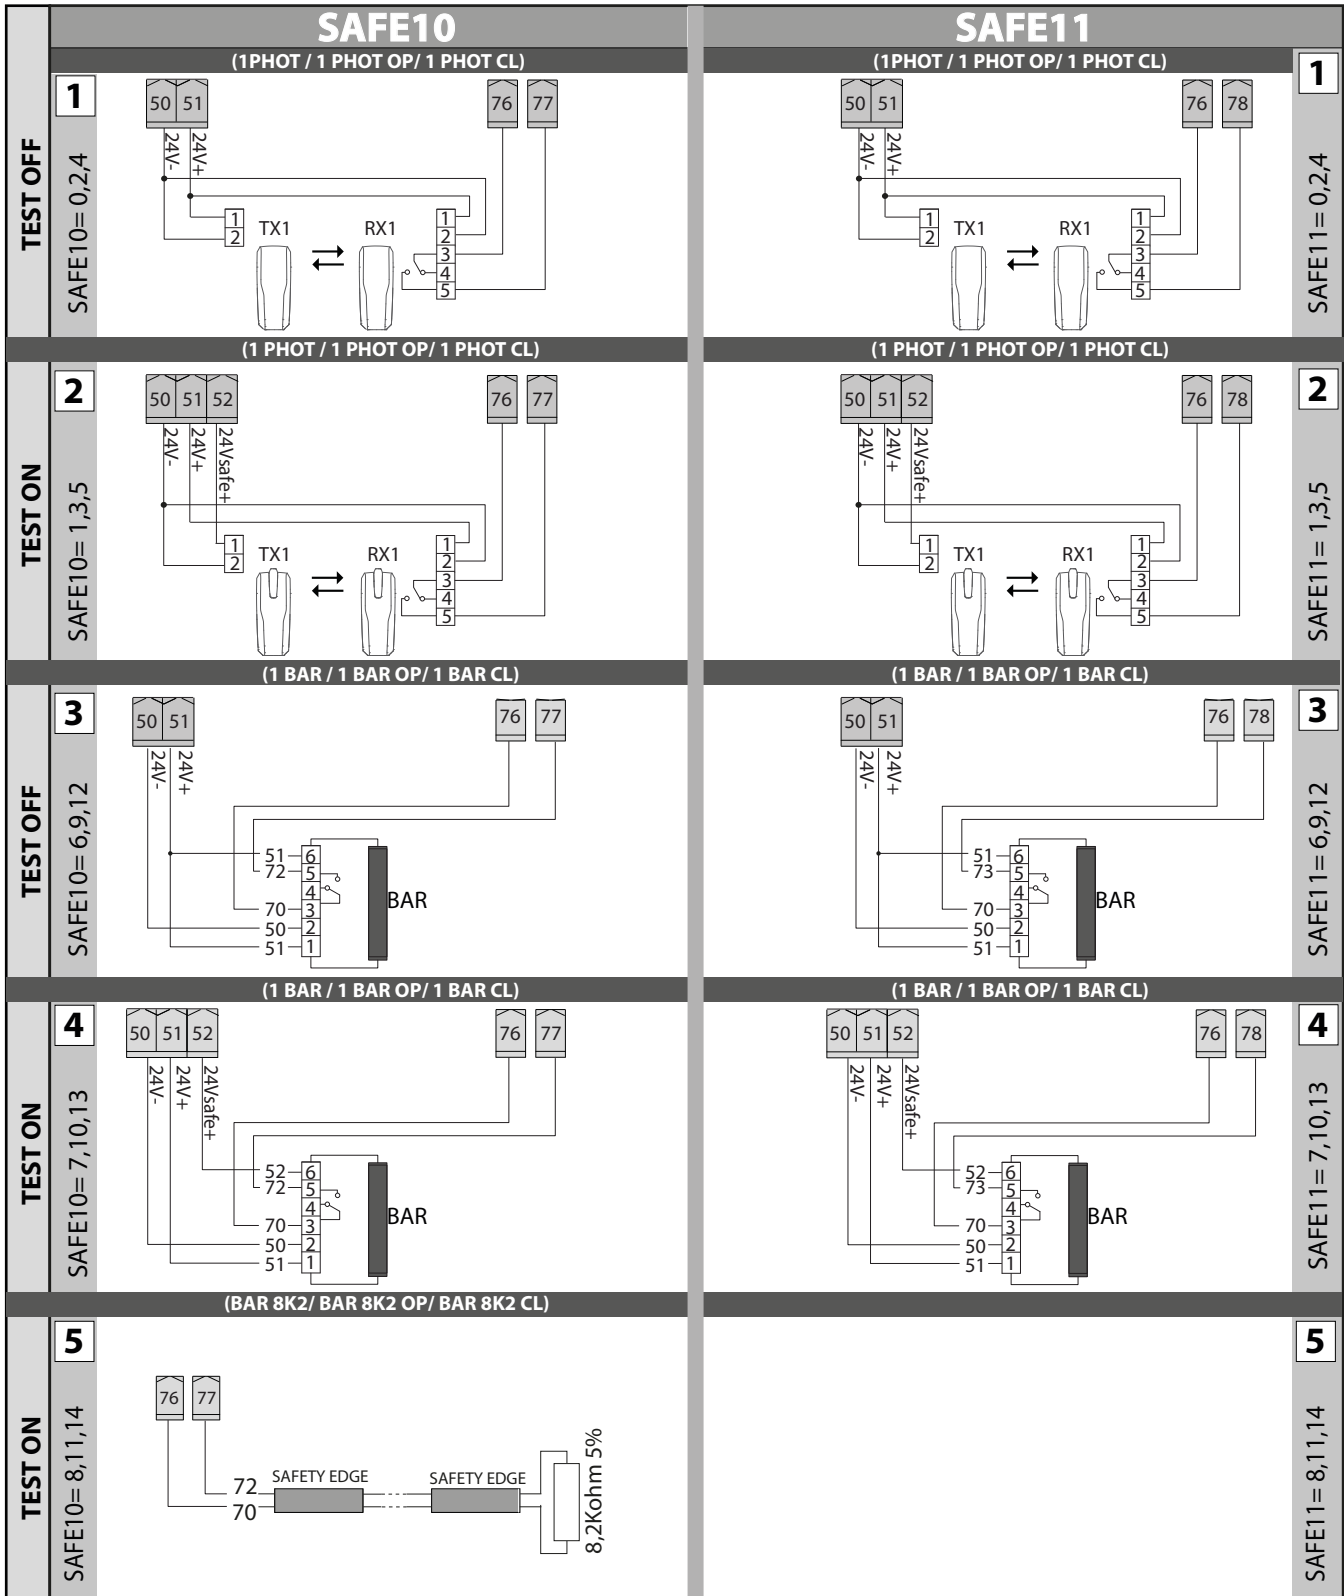 SAFE10
SAFE11
(1PHOT / 1 PHOT OP/ 1 PHOT CL)
(1PHOT / 1 PHOT OP/ 1 PHOT CL)
TEST OFF
1
SAFE10= 0,2,4
50 51
76 77
24V-
24V+
1
2
TX1
RX1
1
2
3
4
5
50 51
76 78
24V-
24V+
1
2
TX1
RX1
1
2
3
4
5
1
SAFE11= 0,2,4
(1 PHOT / 1 PHOT OP/ 1 PHOT CL)
(1 PHOT / 1 PHOT OP/ 1 PHOT CL)
TEST ON
2
SAFE10= 1,3,5
50 51 52
76 77
24V-
24V+
24Vsafe+
1
2
TX1
RX1
1
2
3
4
5
50 51 52
76 78
24V-
24V+
24Vsafe+
1
2
TX1
RX1
1
2
3
4
5
2
SAFE11= 1,3,5
(1 BAR / 1 BAR OP/ 1 BAR CL)
(1 BAR / 1 BAR OP/ 1 BAR CL)
TEST OFF
3
SAFE10= 6,9,12
50 51
76 77
24V-
24V+
51 6
72 5
4
70 3
50 2
51 1
BAR
50 51
76 78
24V-
24V+
51 6
73 5
4
70 3
50 2
51 1
BAR
3
SAFE11= 6,9,12
(1 BAR / 1 BAR OP/ 1 BAR CL)
(1 BAR / 1 BAR OP/ 1 BAR CL)
TEST ON
4
SAFE10= 7,10,13
50 51 52
76 77
24V-
24V+
24Vsafe+
52 6
72 5
4
70 3
50 2
51 1
BAR
50 51 52
76 78
24V-
24V+
24Vsafe+
52 6
73 5
4
70 3
50 2
51 1
BAR
4
SAFE11= 7,10,13
(BAR 8K2/ BAR 8K2 OP/ BAR 8K2 CL)
TEST ON
5
SAFE10= 8,11,14
76 77
72
70
SAFETY EDGE
SAFETY EDGE
8,2Kohm 5%
5
SAFE11= 8,11,14